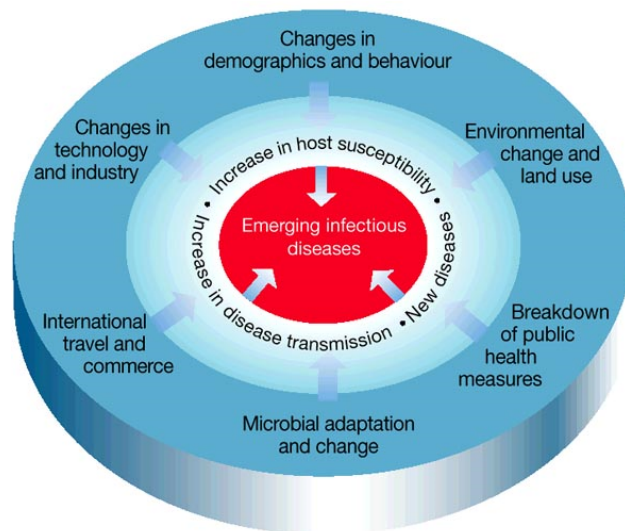 Changes in
demographics and behaviour
Changes in
technology
and industry
Environmental
change and
land use
• Increase in host susceptibility •
Increase in disease transmission •
New diseases
Emerging infectious
diseases
International
travel and
commerce
Breakdown
of public
health
measures
Microbial adaptation
and change